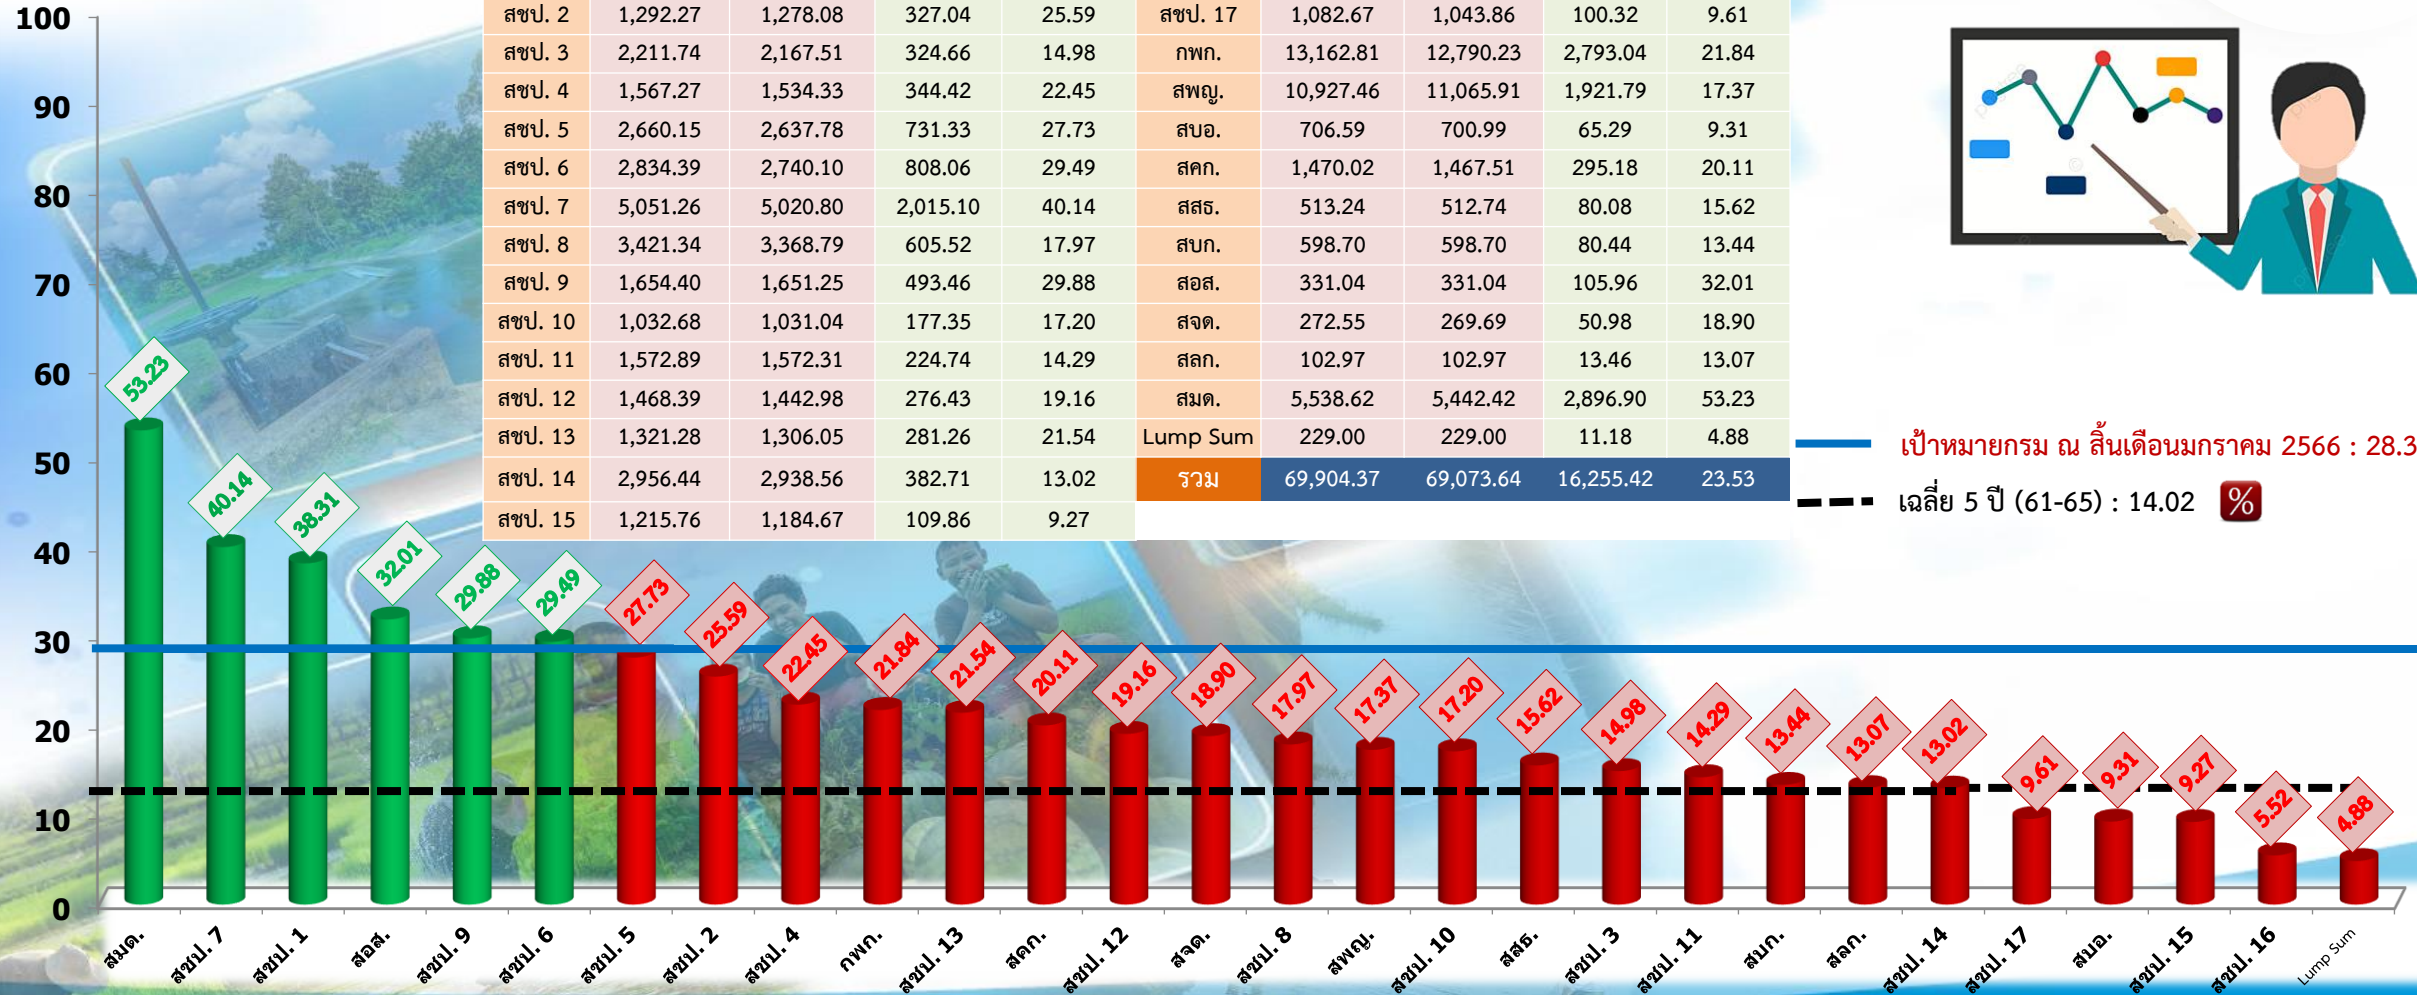 สชป. 2 1,292.27 1,278.08 327.04 25.59 สชป. 17 1,082.67 1,043.86 100.32 9.61
สชป. 3 2,211.74 2,167.51 324.66 14.98 กพก. 13,162.81 12,790.23 2,793.04 21.84
สชป. 4 1,567.27 1,534.33 344.42 22.45 สพญ. 10,927.46 11,065.91 1,921.79 17.37
สชป. 5 2,660.15 2,637.78 731.33 27.73 สบอ. 706.59 700.99 65.29 9.31
สชป. 6 2,834.39 2,740.10 808.06 29.49 สคก. 1,470.02 1,467.51 295.18 20.11
สชป. 7 5,051.26 5,020.80 2,015.10 40.14 สสธ. 513.24 512.74 80.08 15.62
สชป. 8 3,421.34 3,368.79 605.52 17.97 สบก. 598.70 598.70 80.44 13.44
สชป. 9 1,654.40 1,651.25 493.46 29.88 สอส. 331.04 331.04 105.96 32.01
สชป. 10 1,032.68 1,031.04 177.35 17.20 สจด. 272.55 269.69 50.98 18.90
สชป. 11 1,572.89 1,572.31 224.74 14.29 สลก. 102.97 102.97 13.46 13.07
สชป. 12 1,468.39 1,442.98 276.43 19.16 สมด. 5,538.62 5,442.42 2,896.90 53.23
สชป. 13 1,321.28 1,306.05 281.26 21.54 Lump Sum 229.00 229.00 11.18 4.88
สชป. 14 2,956.44 2,938.56 382.71 13.02 รวม 69,904.37 69,073.64 16,255.42 23.53
สชป. 15 1,215.76 1,184.67 109.86 9.27
เป้าหมายกรม ณ สิ้นเดือนมกราคม 2566 : 28.3
เฉลี่ย 5 ปี (61-65) : 14.02 %
100
90
80
70
60
50
40
30
20
10
0
53.23
40.14
38.31
32.01
29.88
29.49
27.73
25.59
22.45
21.84
21.54
20.11
19.16
18.90
17.97
17.37
17.20
15.62
14.98
14.29
13.44
13.07
13.02
9.61
9.31
9.27
5.52
4.88
สมด.
สชป. 7
สชป. 1
สอส.
สชป. 9
สชป. 6
สชป. 5
สชป. 2
สชป. 4
กพก.
สชป. 13
สคก.
สชป. 12
สจด.
สชป. 8
สพญ.
สชป. 10
สสธ.
สชป. 3
สชป. 11
สบก.
สลก.
สชป. 14
สชป. 17
สบอ.
สชป. 15
สชป. 16
Lump Sum